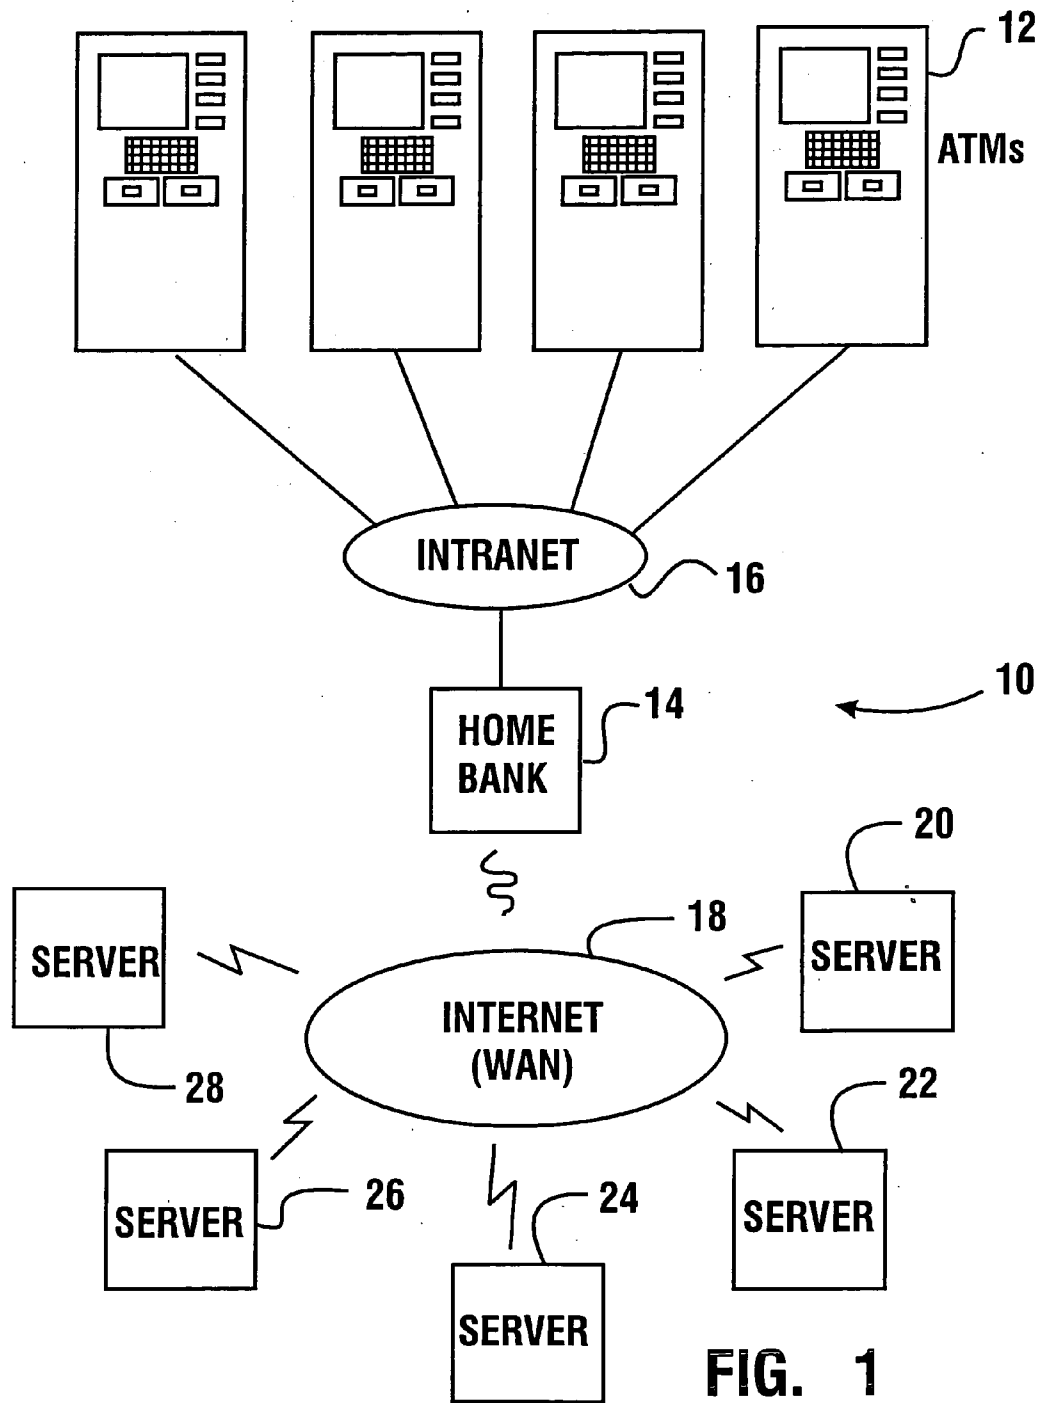 12
ATMs
INTRANET
16
10
14
HOME
BANK
20
18
SERVER
SERVER
INTERNET
(WAN)
28
22
26
24
SERVER
SERVER
SERVER
FIG. 1